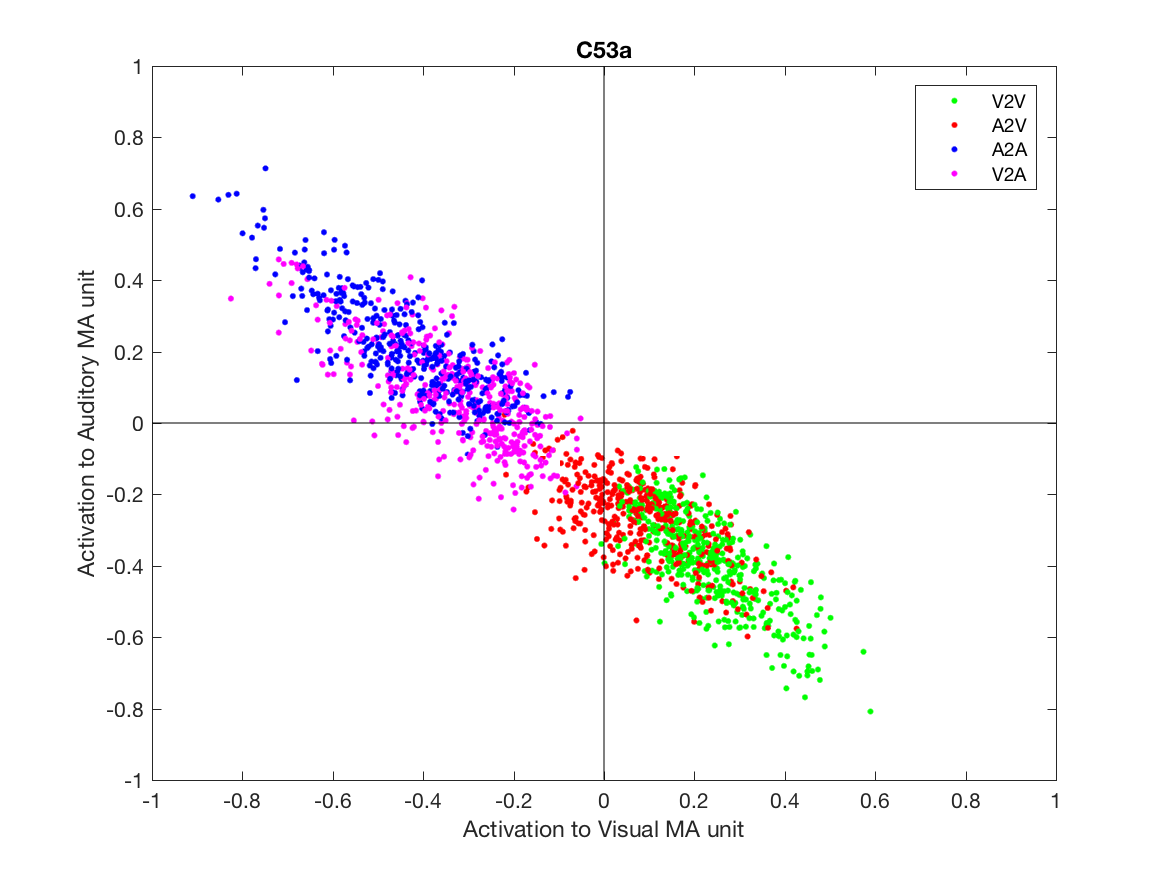 C53a
1
0.8
0.6
0.4
0.2
0
-0.2
-0.4
-0.6
-0.8
-1
Activation to Auditory MA unit
V2V
A2V
A2A
V2A
-1 -0.8 -0.6 -0.4 -0.2 0 0.2 0.4 0.6 0.8 1
Activation to Visual MA unit